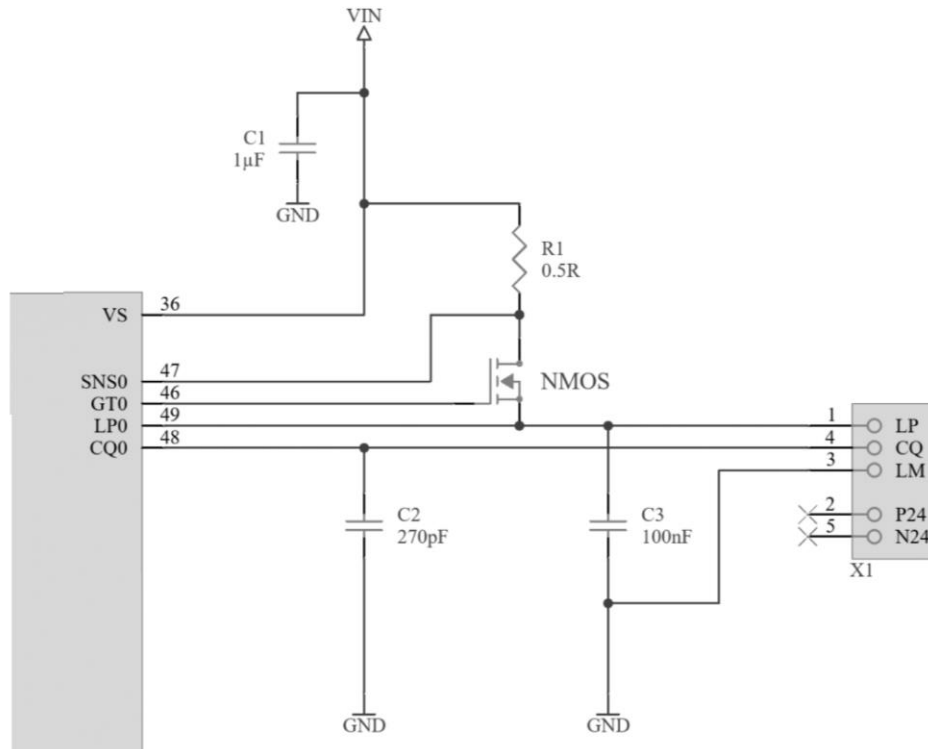 VIN
C1
1µF
GND
R1
0.5R
VS
36
SNS0
47
GT0
46
LP0
49
CQ0
48
NMOS
1
LP
4
CQ
3
LM
2
P24
5
N24
X1
C2
270pF
C3
100nF
GND
GND